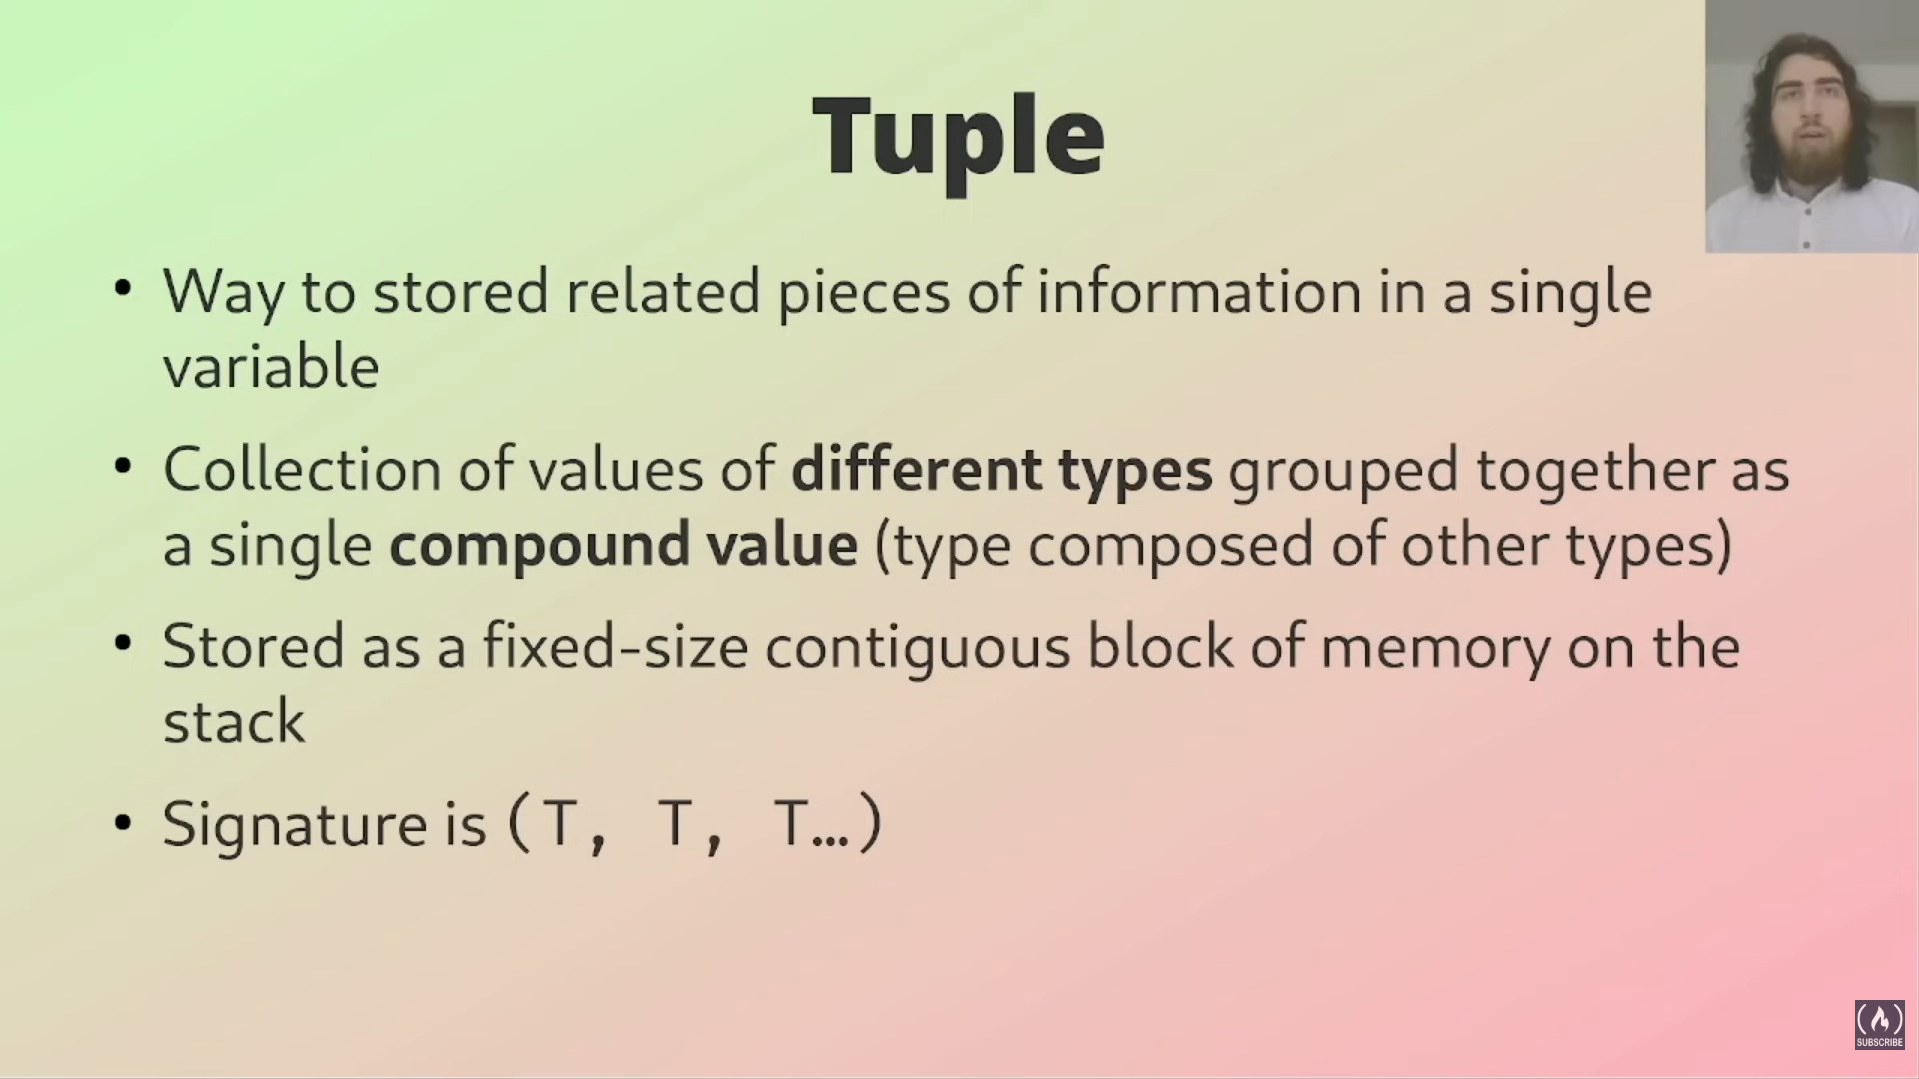 Tuple
• Way to stored related pieces of information in a single
variable
• Collection of values of different types grouped together as
a single compound value (type composed of other types)
• Stored as a fixed-size contiguous block of memory on the
stack
• Signature is (T, T, T…)
SUBSCRIBE